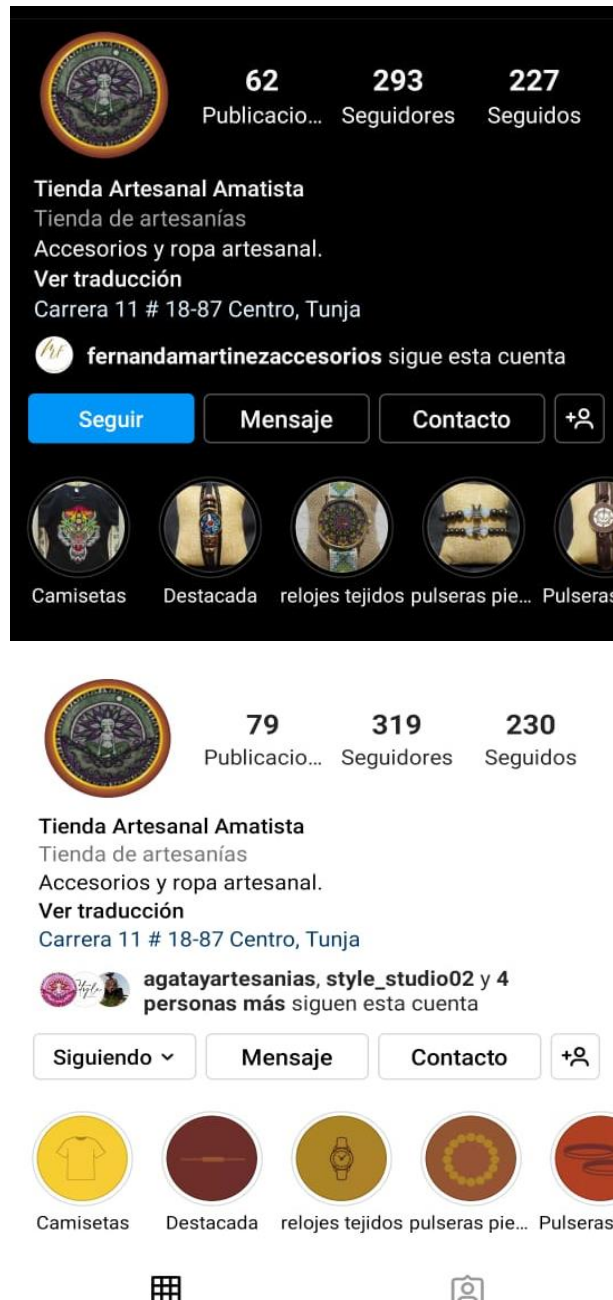 62 293 227
Publicacio... Seguidores Seguidos
Tienda Artesanal Amatista
Tienda de artesanías
Accesorios y ropa artesanal.
Ver traducción
Carrera 11 # 18-87 Centro, Tunja
fernandamartinezaccesorios sigue esta cuenta
Seguir Mensaje Contacto
Camisetas Destacada relojes tejidos pulseras pie... Pulseras
79 319 230
Publicacio... Seguidores Seguidos
Tienda Artesanal Amatista
Tienda de artesanías
Accesorios y ropa artesanal.
Ver traducción
Carrera 11 # 18-87 Centro, Tunja
agatayartesanias, style_studio02 y 4
personas más siguen esta cuenta
Siguiendo Mensaje Contacto
Camisetas Destacada relojes tejidos pulseras pie... Pulseras